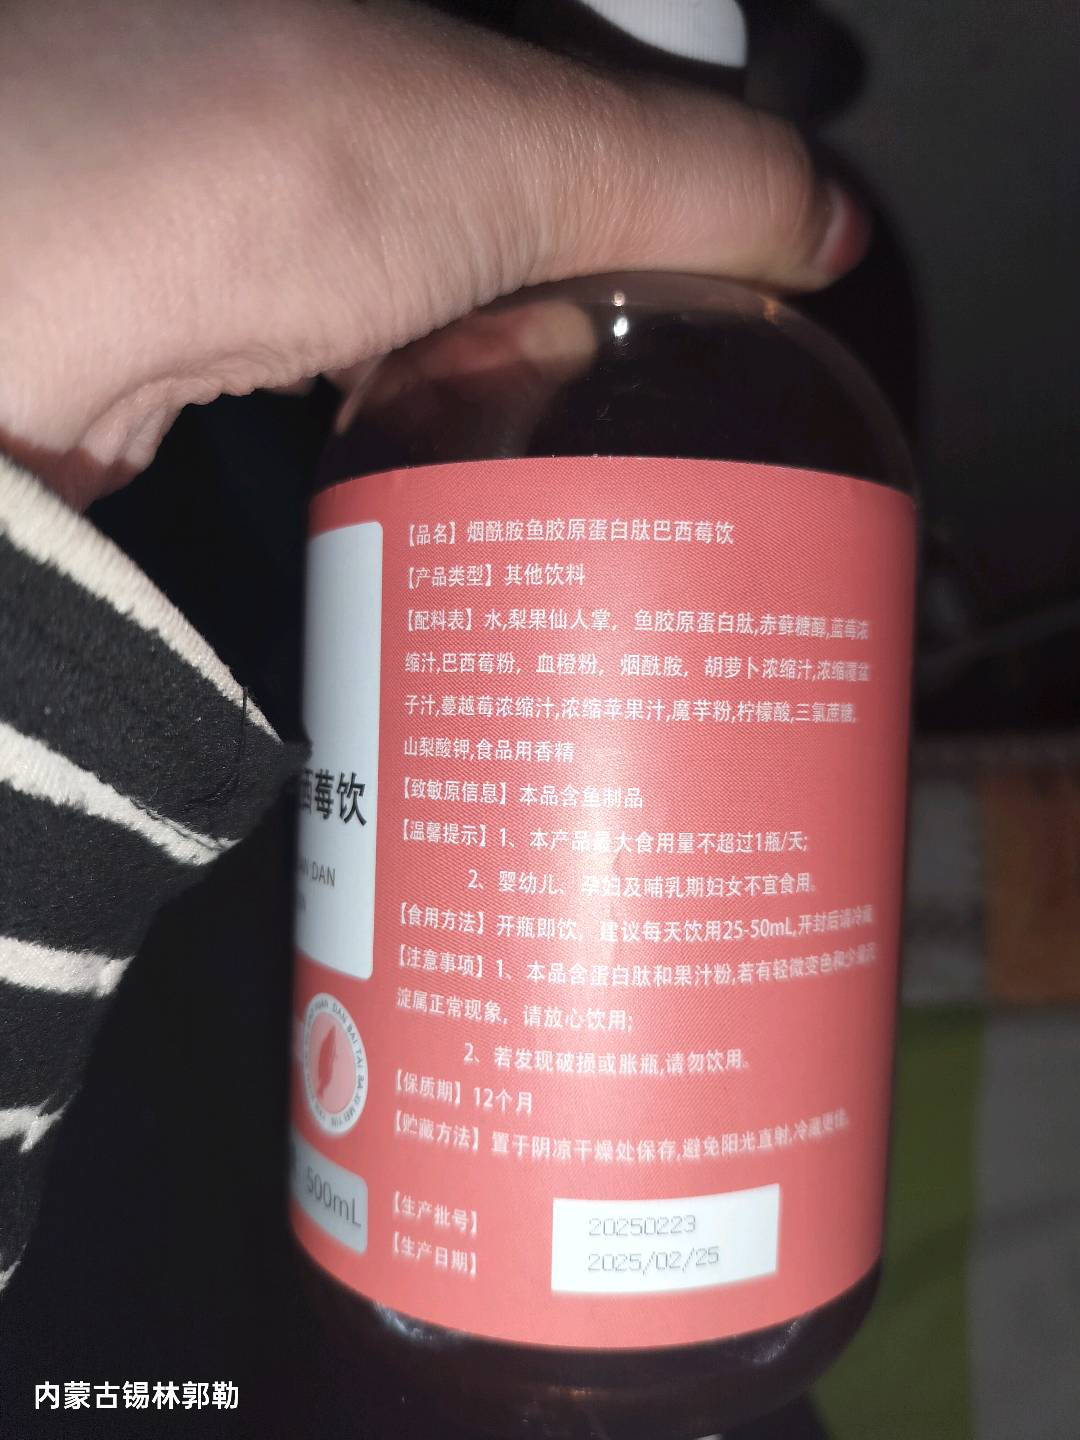 【品名】烟酰胺鱼胶原蛋白肽巴西莓饮
【产品类型】其他饮料
【配料表】水,梨果仙人掌，鱼胶原蛋白肽,赤藓糖醇,蓝莓浓
缩汁,巴西莓粉，血橙粉，烟酰胺，胡萝卜浓缩汁,浓缩覆盆
子汁,蔓越莓浓缩汁,浓缩苹果汁,魔芋粉,柠檬酸,三氯蔗糖,
山梨酸钾,食品用香精
【致敏原信息】本品含鱼制品
【温馨提示】1、本产品最大食用量不超过1瓶/天;
2、婴幼儿、孕妇及哺乳期妇女不宜食用。
【食用方法】开瓶即饮，建议每天饮用25-50mL,开封后请冷藏
【注意事项】1、本品含蛋白肽和果汁粉,若有轻微变色和少量沉
淀属正常现象，请放心饮用;
2、若发现破损或胀瓶,请勿饮用。
【保质期】12个月
【贮藏方法】置于阴凉干燥处保存,避免阳光直射,冷藏更佳。
【生产批号】 20250223
【生产日期】 2025/02/25
西莓饮
DAN
500mL
内蒙古锡林郭勒